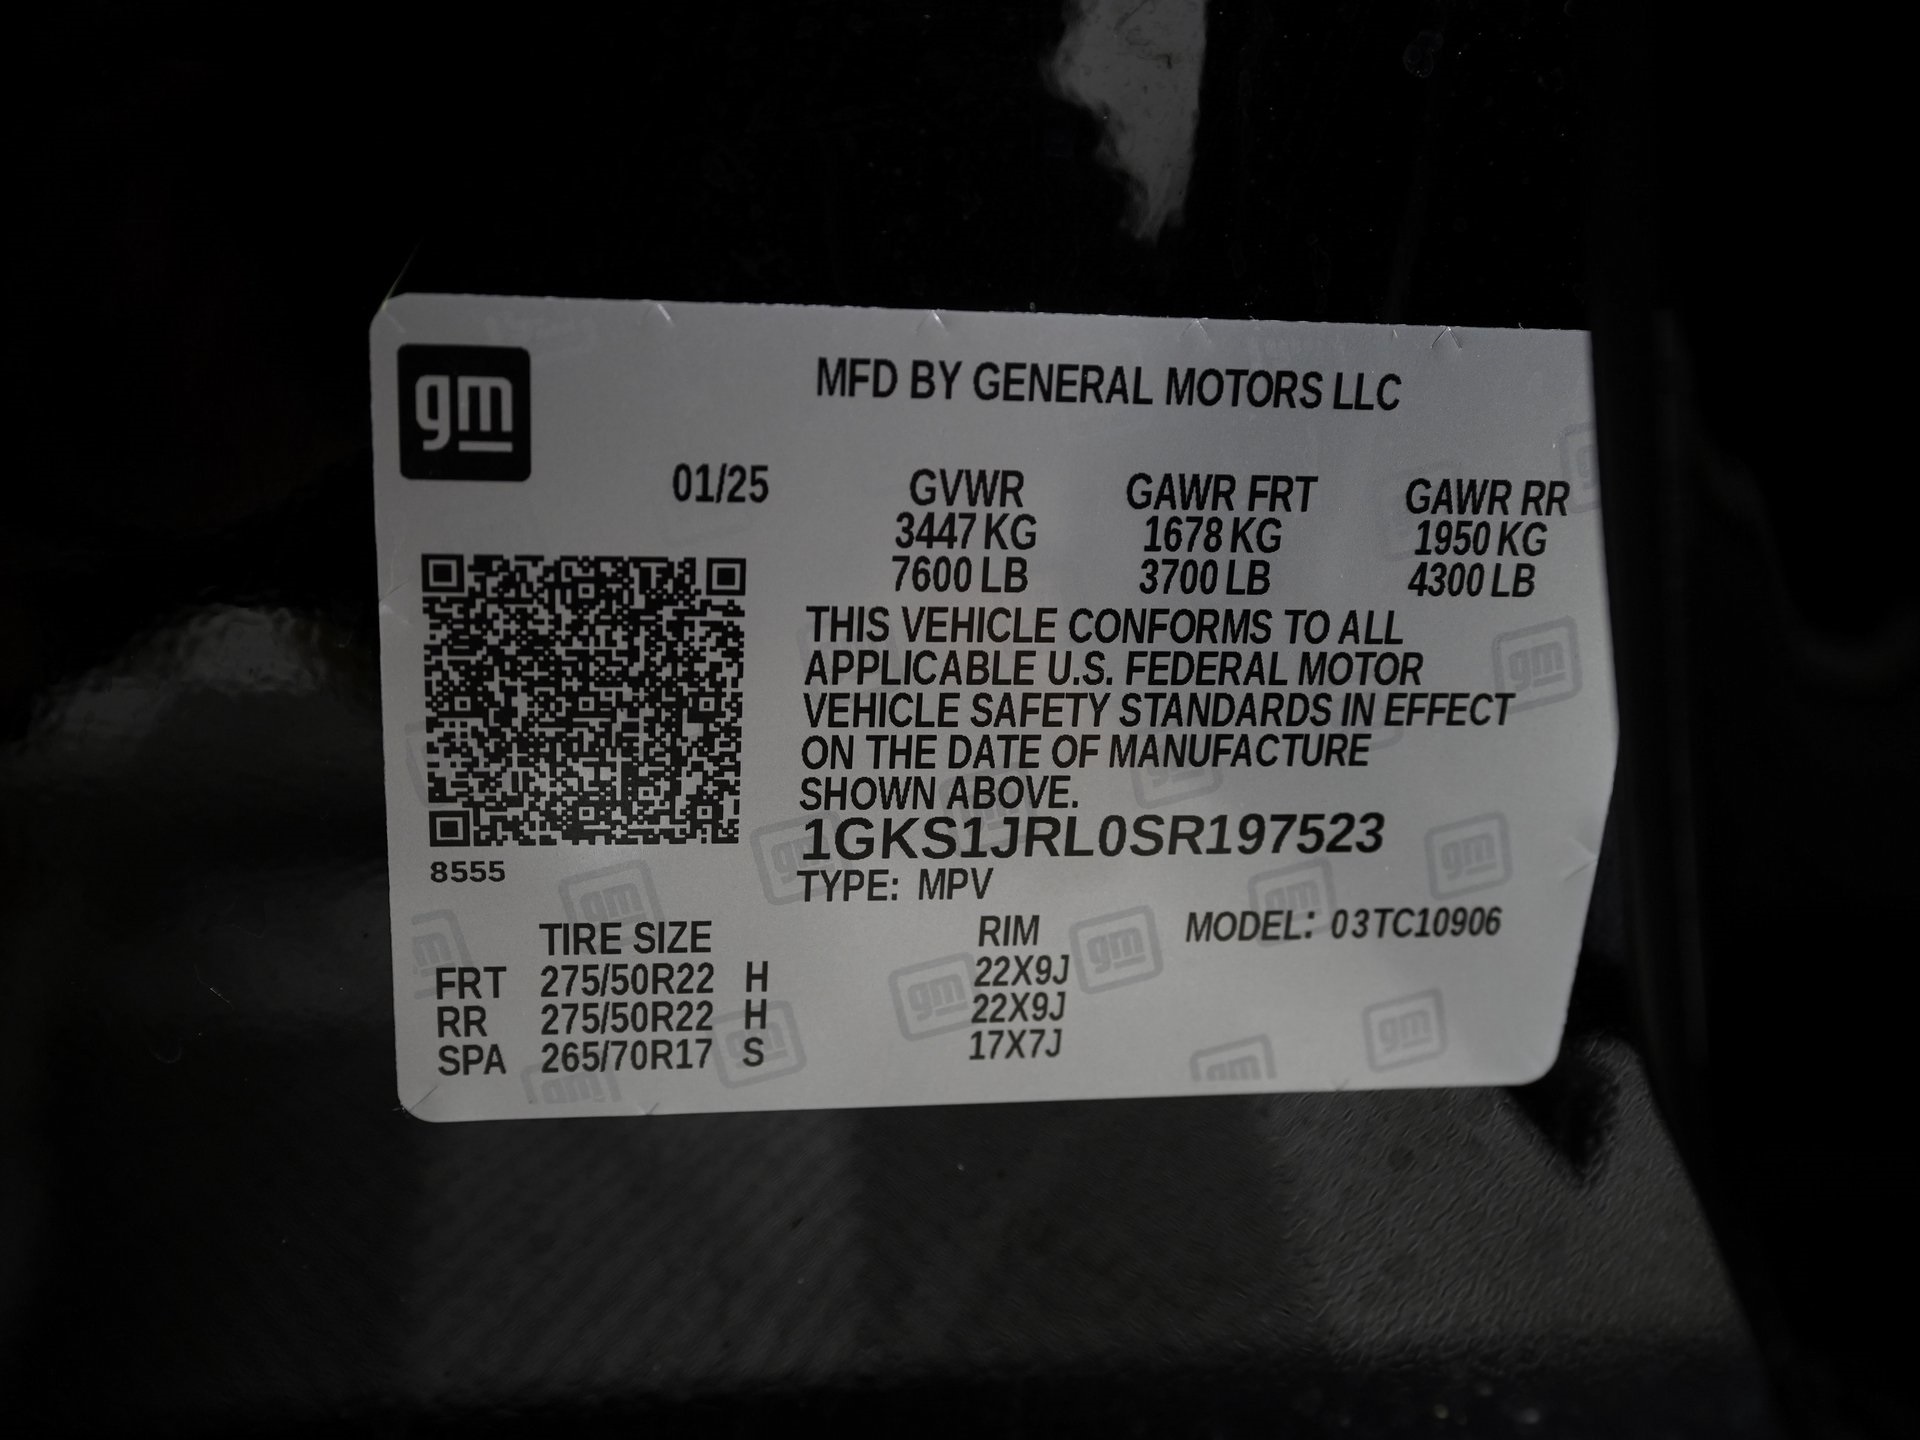 gm
MFD BY GENERAL MOTORS LLC
01/25 GVWR GAWR FRT GAWR RR
3447 KG 1678 KG 1950 KG
7600 LB 3700 LB 4300 LB
THIS VEHICLE CONFORMS TO ALL
APPLICABLE U.S. FEDERAL MOTOR
VEHICLE SAFETY STANDARDS IN EFFECT
ON THE DATE OF MANUFACTURE
SHOWN ABOVE.
1GKS1JRL0SR197523
8555
TYPE: MPV
TIRE SIZE RIM MODEL: 03TC10906
FRT 275/50R22 H 22X9J
RR 275/50R22 H 22X9J
SPA 265/70R17 S 17X7J